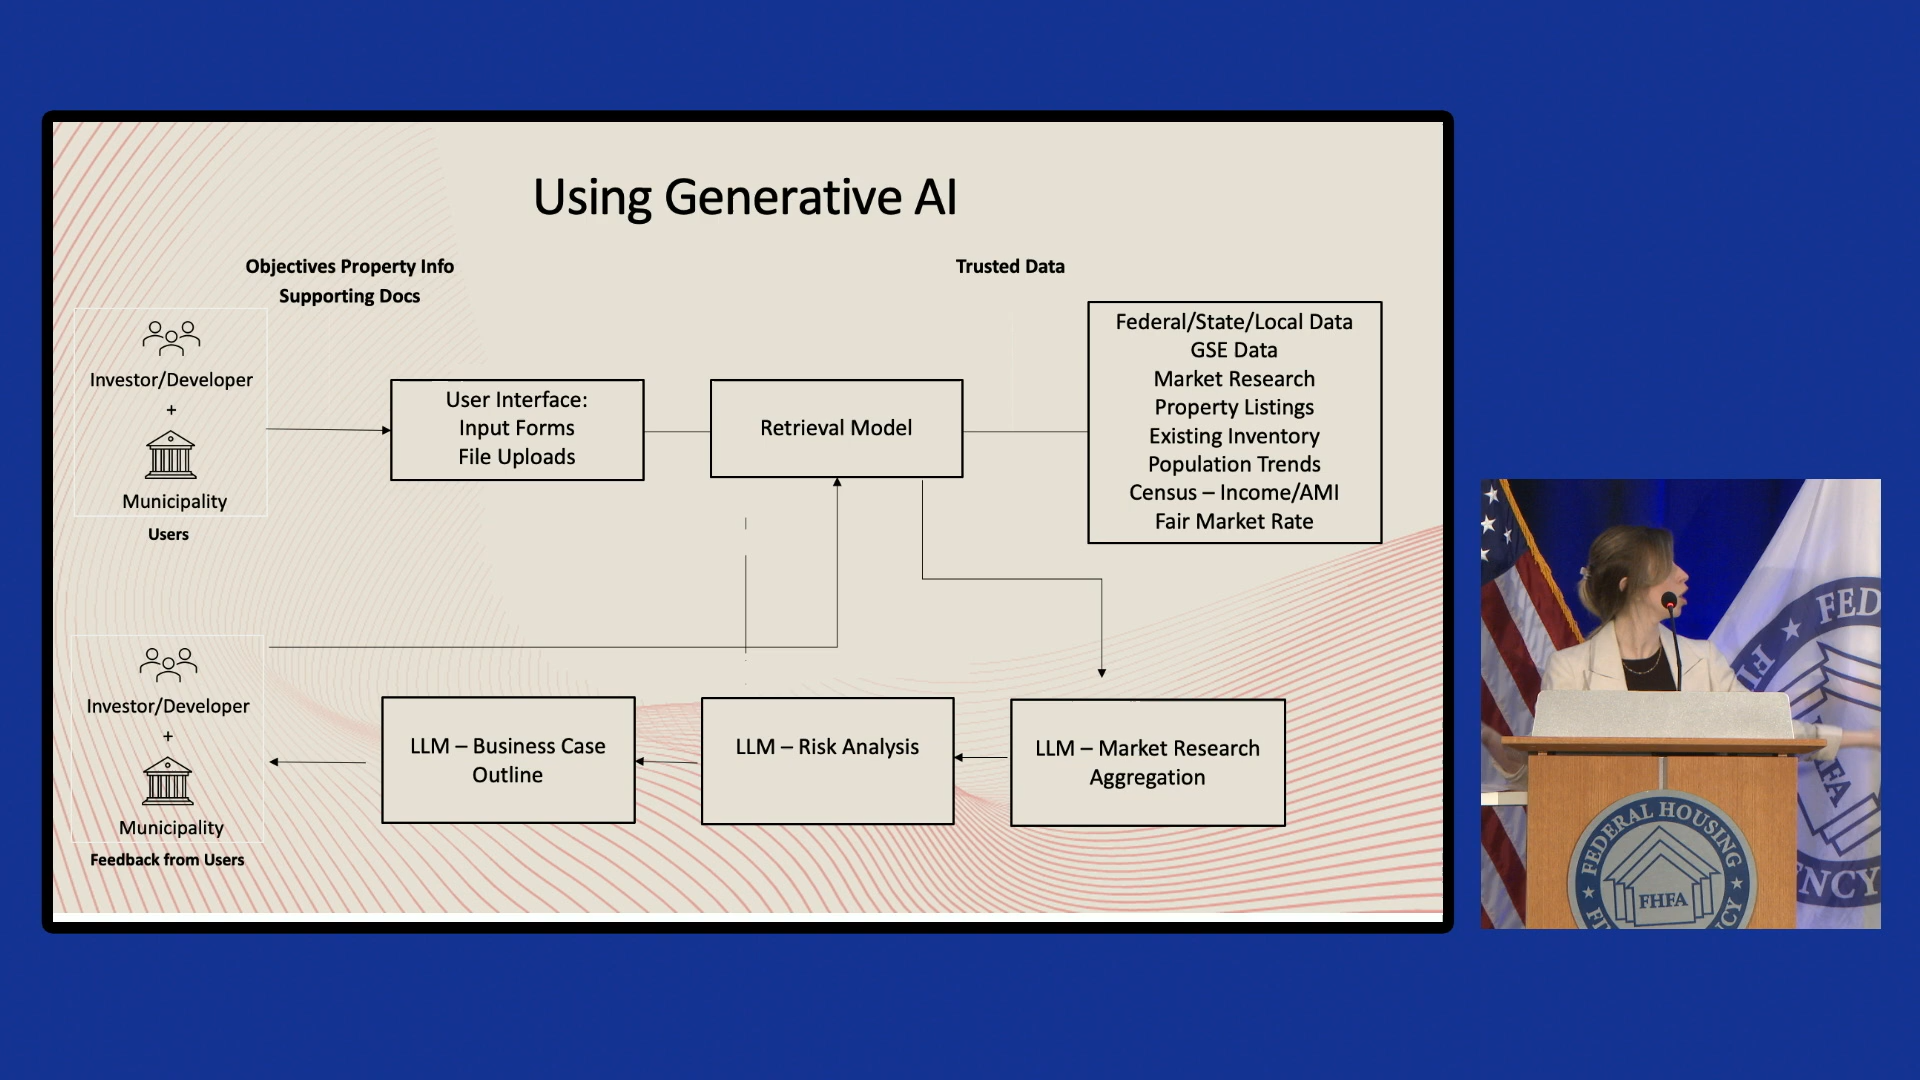 Using Generative AI
Objectives Property Info
Supporting Docs
Trusted Data
Investor/Developer
+
Municipality
Users
User Interface:
Input Forms
File Uploads
Retrieval Model
Federal/State/Local Data
GSE Data
Market Research
Property Listings
Existing Inventory
Population Trends
Census – Income/AMI
Fair Market Rate
Investor/Developer
+
Municipality
Feedback from Users
LLM – Business Case
Outline
LLM – Risk Analysis
LLM – Market Research
Aggregation
FEDERAL HOUSING
FHFA